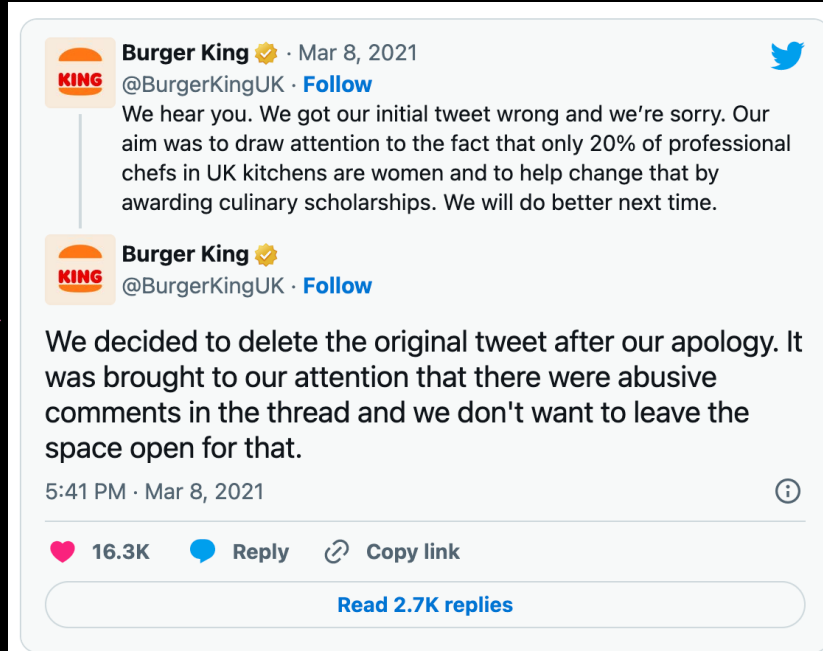 KING
Burger King · Mar 8, 2021
@BurgerKingUK · Follow
We hear you. We got our initial tweet wrong and we’re sorry. Our
aim was to draw attention to the fact that only 20% of professional
chefs in UK kitchens are women and to help change that by
awarding culinary scholarships. We will do better next time.
KING
Burger King
@BurgerKingUK · Follow
We decided to delete the original tweet after our apology. It
was brought to our attention that there were abusive
comments in the thread and we don't want to leave the
space open for that.
5:41 PM · Mar 8, 2021
16.3K Reply Copy link
Read 2.7K replies